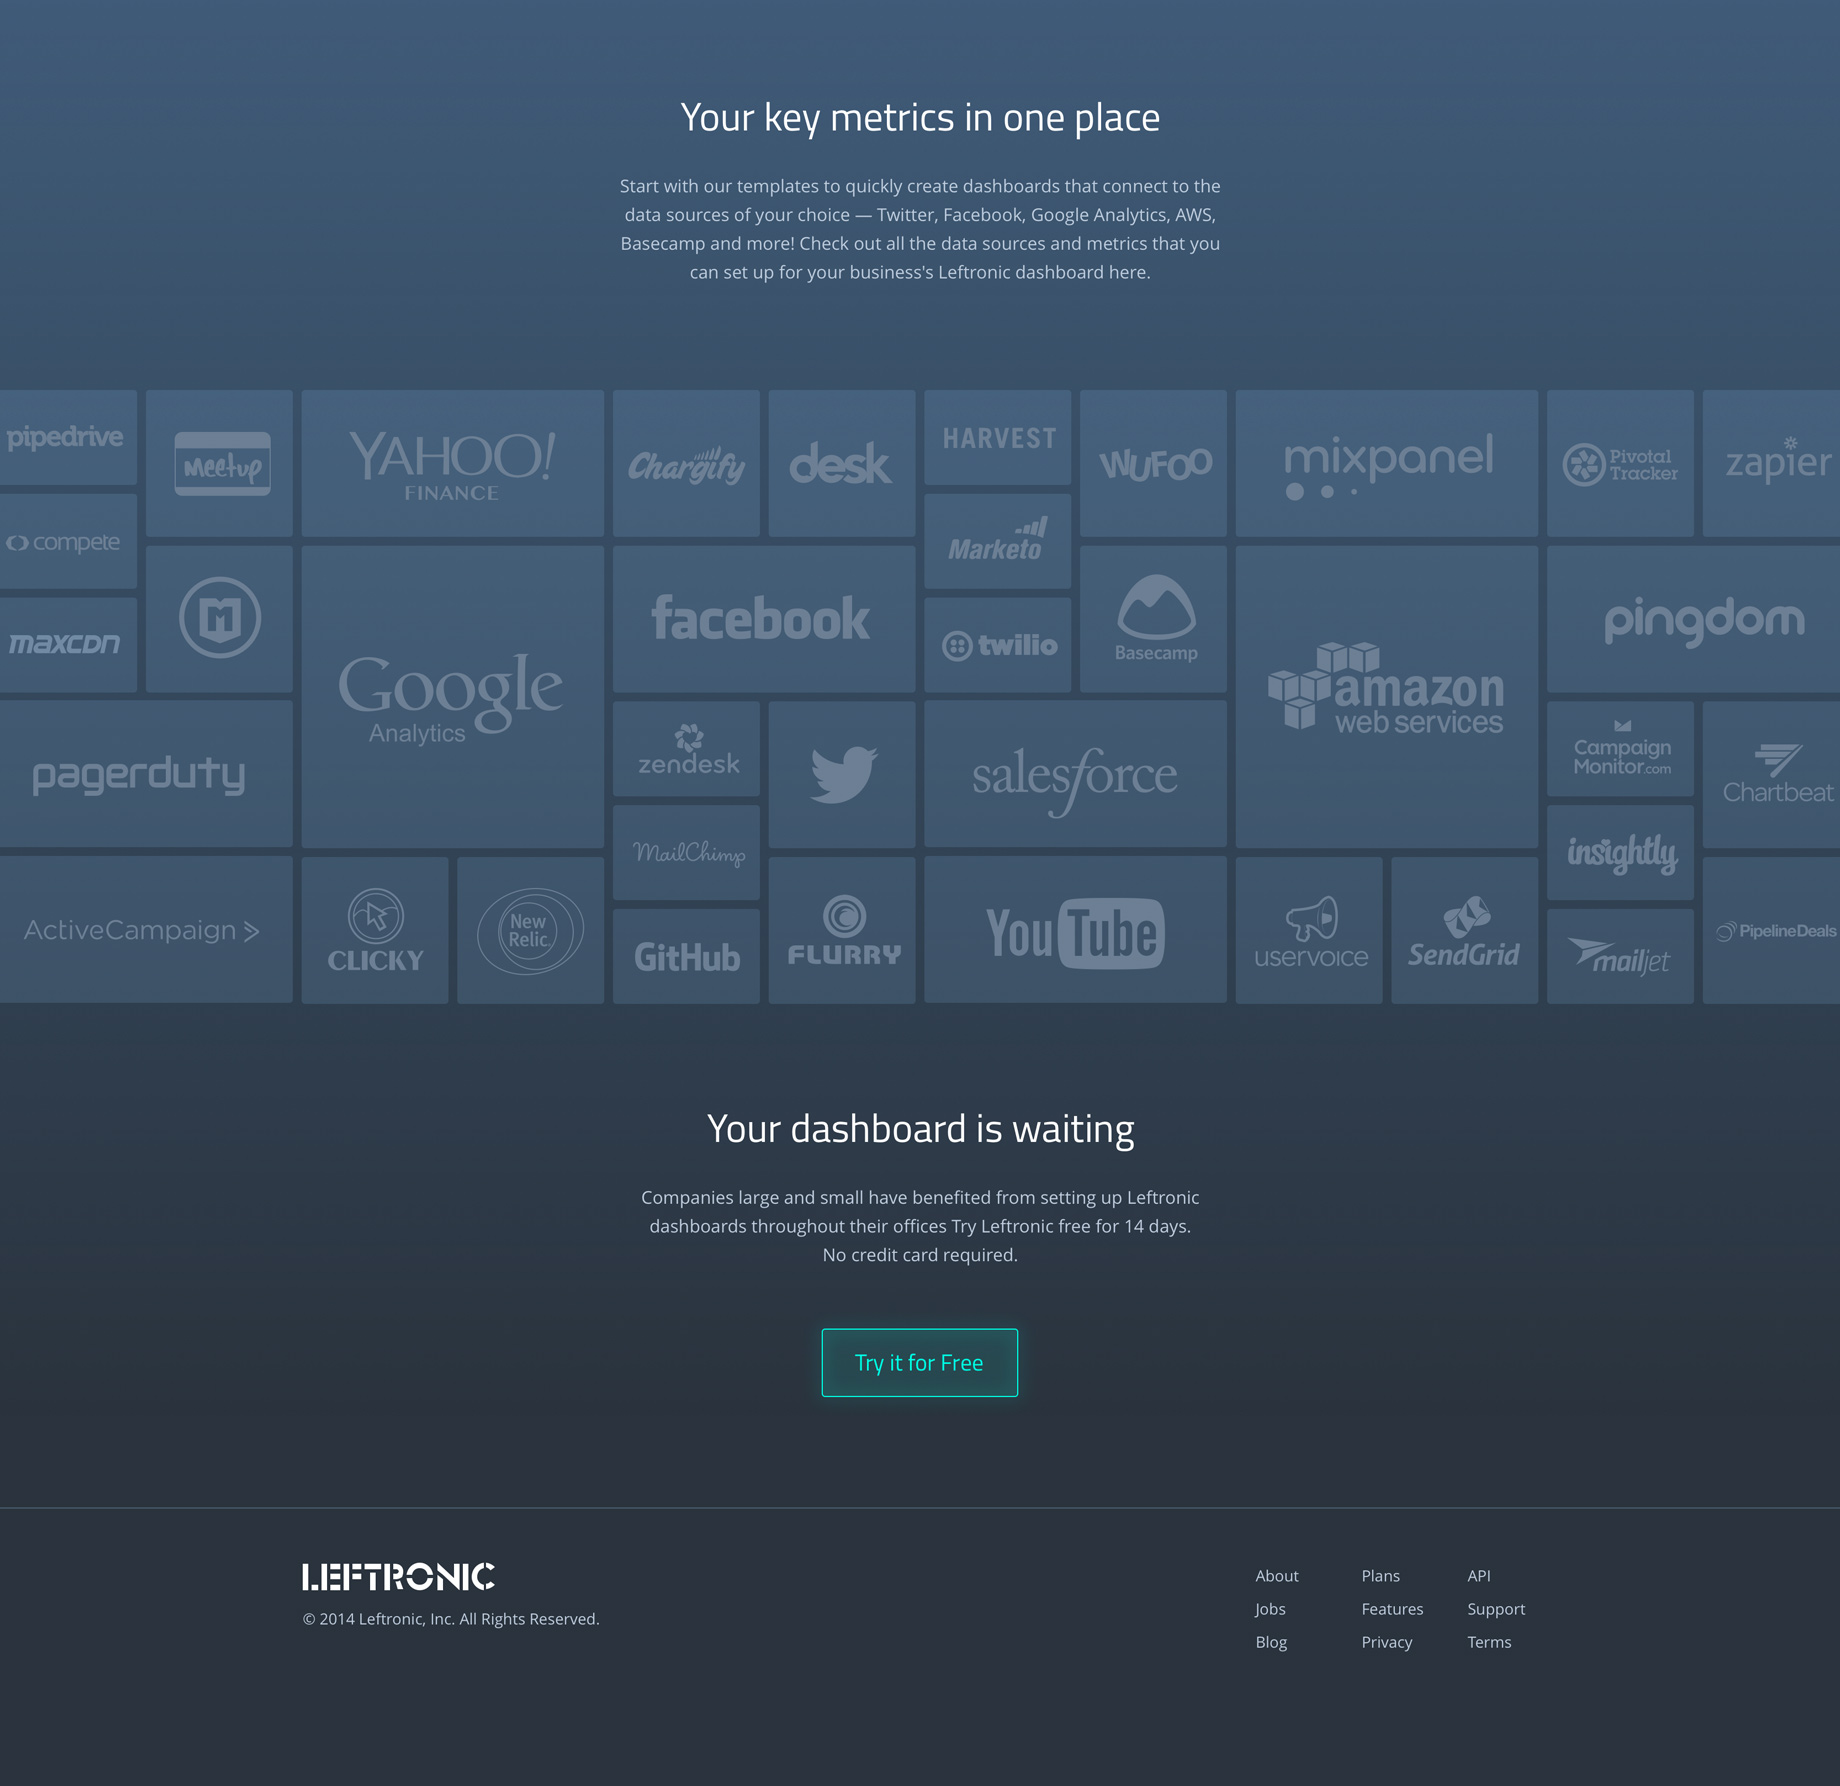 Your key metrics in one place
Start with our templates to quickly create dashboards that connect to the
data sources of your choice — Twitter, Facebook, Google Analytics, AWS,
Basecamp and more! Check out all the data sources and metrics that you
can set up for your business's Leftronic dashboard here.
pipedrive
Meetup
YAHOO!
FINANCE
Chargify
desk
HARVEST
WUFOO
mixpanel
Pivotal
Tracker
zapier
compete
Marketo
maxcdn
M
Google
Analytics
facebook
twilio
Basecamp
amazon
web services
pingdom
pagerduty
zendesk
salesforce
Campaign
Monitor.com
Chartbeat
MailChimp
insightly
ActiveCampaign
CLICKY
New
Relic.
GitHub
FLURRY
YouTube
uservoice
SendGrid
mailjet
PipelineDeals
Your dashboard is waiting
Companies large and small have benefited from setting up Leftronic
dashboards throughout their offices Try Leftronic free for 14 days.
No credit card required.
Try it for Free
LEFTRONIC
© 2014 Leftronic, Inc. All Rights Reserved.
About Plans API
Jobs Features Support
Blog Privacy Terms